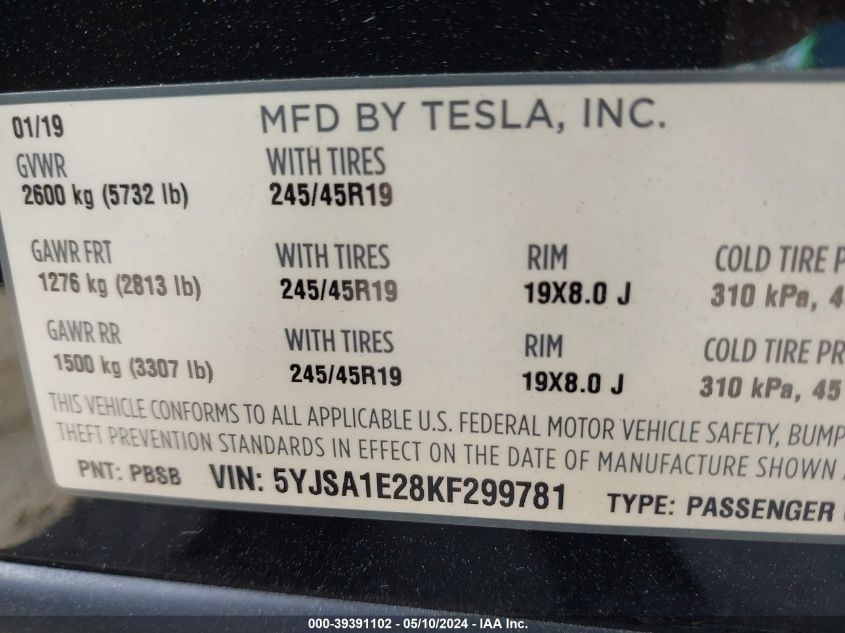 01/19 MFD BY TESLA, INC.
GVWR WITH TIRES
2600 kg (5732 lb) 245/45R19
GAWR FRT WITH TIRES RIM COLD TIRE P
1276 kg (2813 lb) 245/45R19 19X8.0 J 310 kPa, 4
GAWR RR WITH TIRES RIM COLD TIRE PR
1500 kg (3307 lb) 245/45R19 19X8.0 J 310 kPa, 45
THIS VEHICLE CONFORMS TO ALL APPLICABLE U.S. FEDERAL MOTOR VEHICLE SAFETY, BUMP
THEFT PREVENTION STANDARDS IN EFFECT ON THE DATE OF MANUFACTURE SHOWN
PNT: PBSB VIN: 5YJSA1E28KF299781 TYPE: PASSENGER
000-39391102 - 05/10/2024 - IAA Inc.